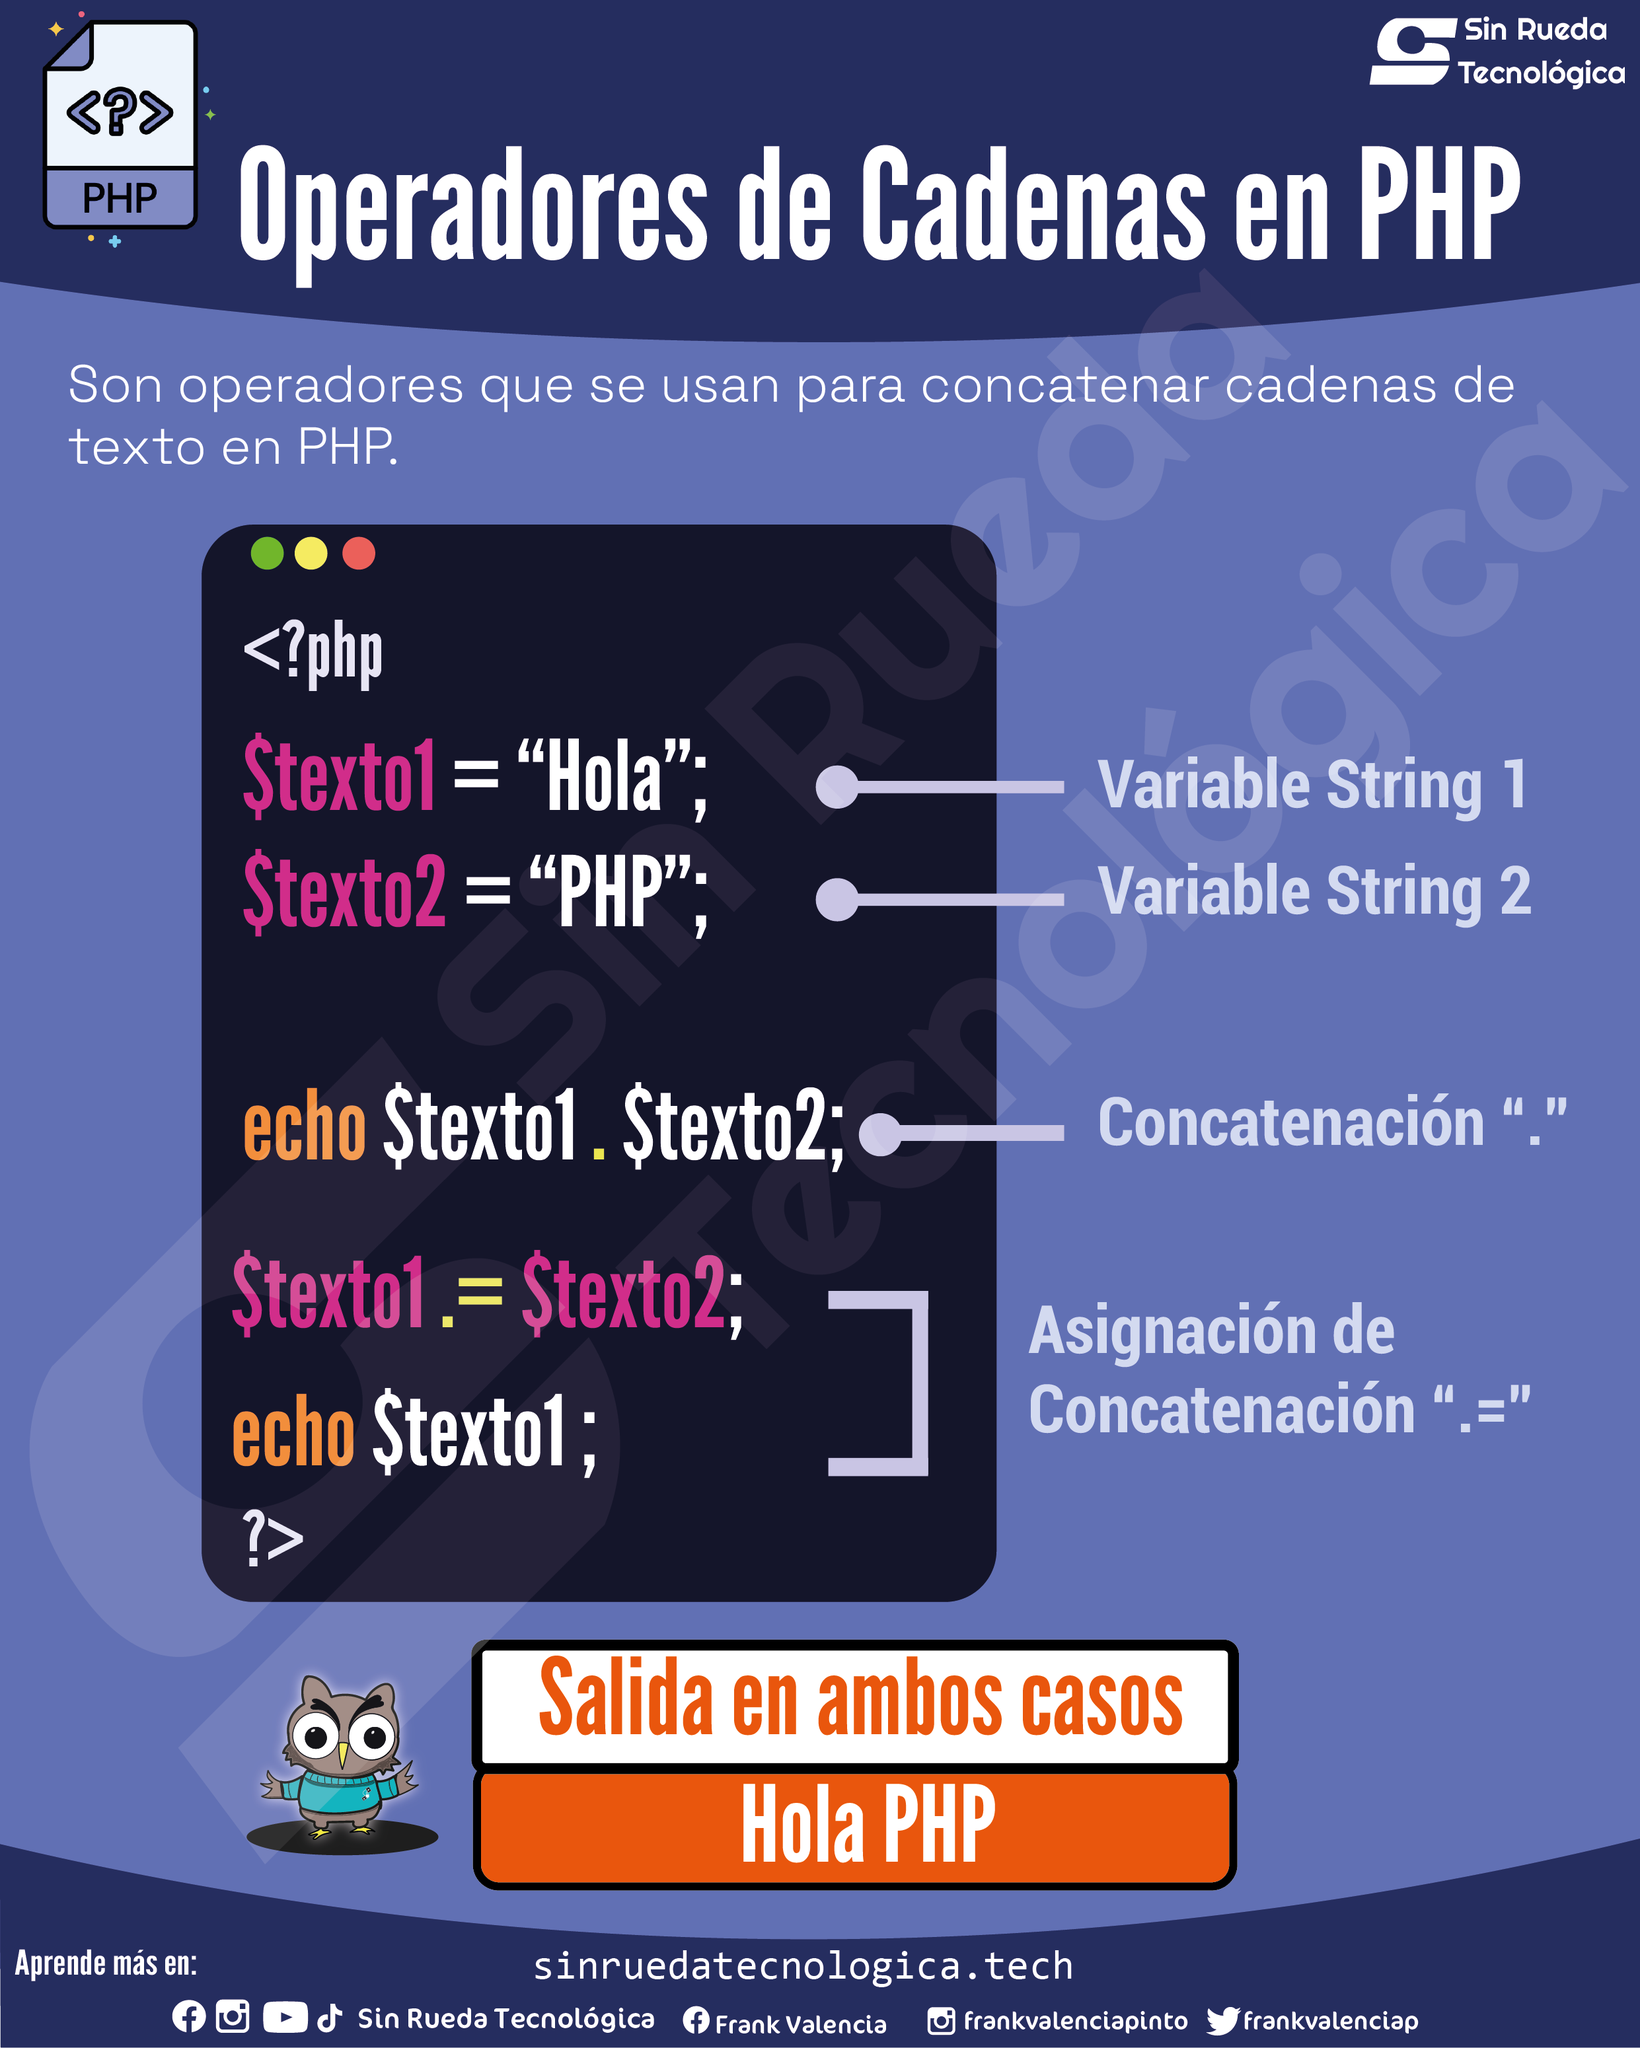 Sin Rueda
Tecnológica
<?>
PHP
Operadores de Cadenas en PHP
Son operadores que se usan para concatenar cadenas de
texto en PHP.
<?php
$texto1 = “Hola”;
Variable String 1
$texto2 = “PHP”;
Variable String 2
echo $texto1 . $texto2;
Concatenación “.”
$texto1 .= $texto2;
echo $texto1 ;
Asignación de
Concatenación “.=”
?>
Sin Rueda
Tecnológica
Salida en ambos casos
Hola PHP
Aprende más en:
sinruedatecnologica.tech
Sin Rueda Tecnológica Frank Valencia frankvalenciapinto frankvalenciap